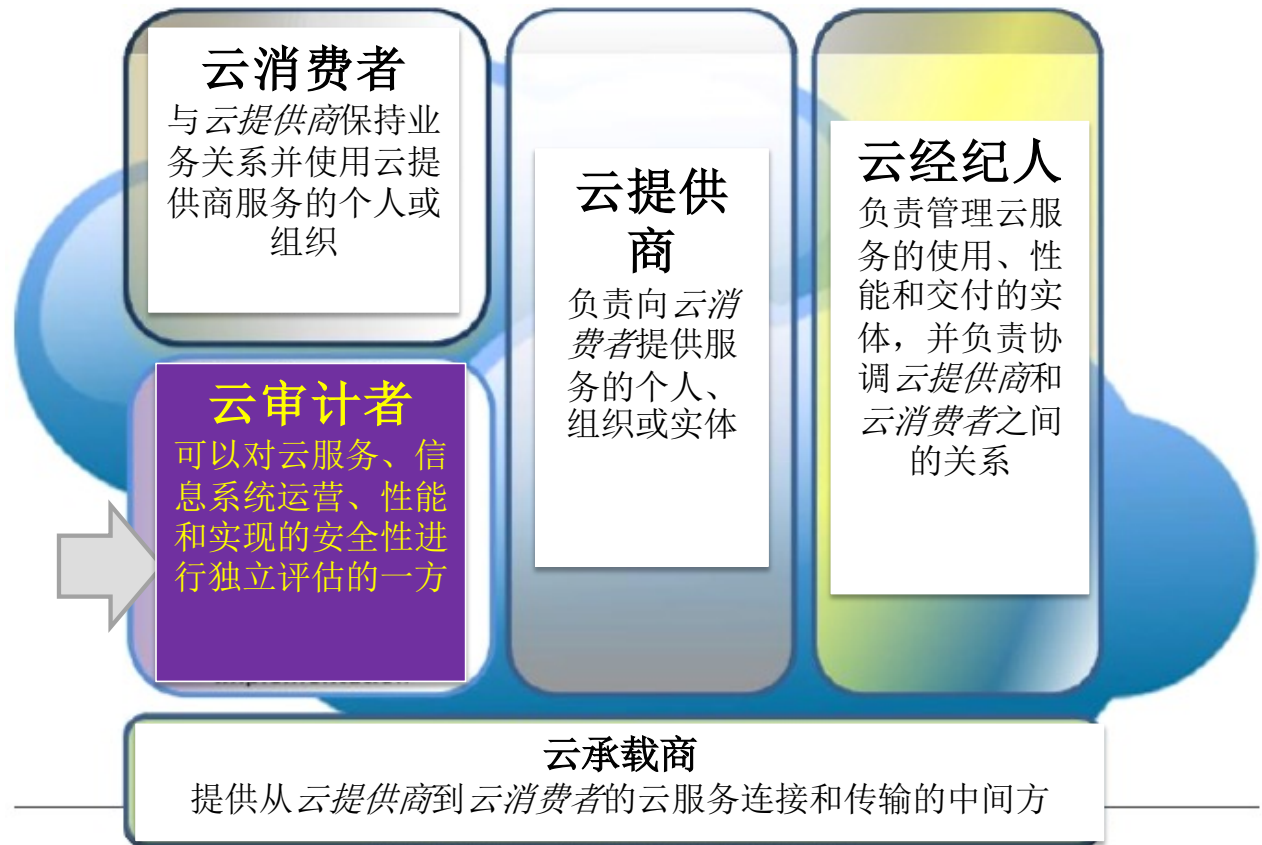 云消费者
与云提供商保持业
务关系并使用云提
供商服务的个人或
组织
云审计者
可以对云服务、信
息系统运营、性能
和实现的安全性进
行独立评估的一方
云提供
商
负责向云消
费者提供服
务的个人、
组织或实体
云经纪人
负责管理云服
务的使用、性
能和交付的实
体，并负责协
调云提供商和
云消费者之间
的关系
云承载商
提供从云提供商到云消费者的云服务连接和传输的中间方